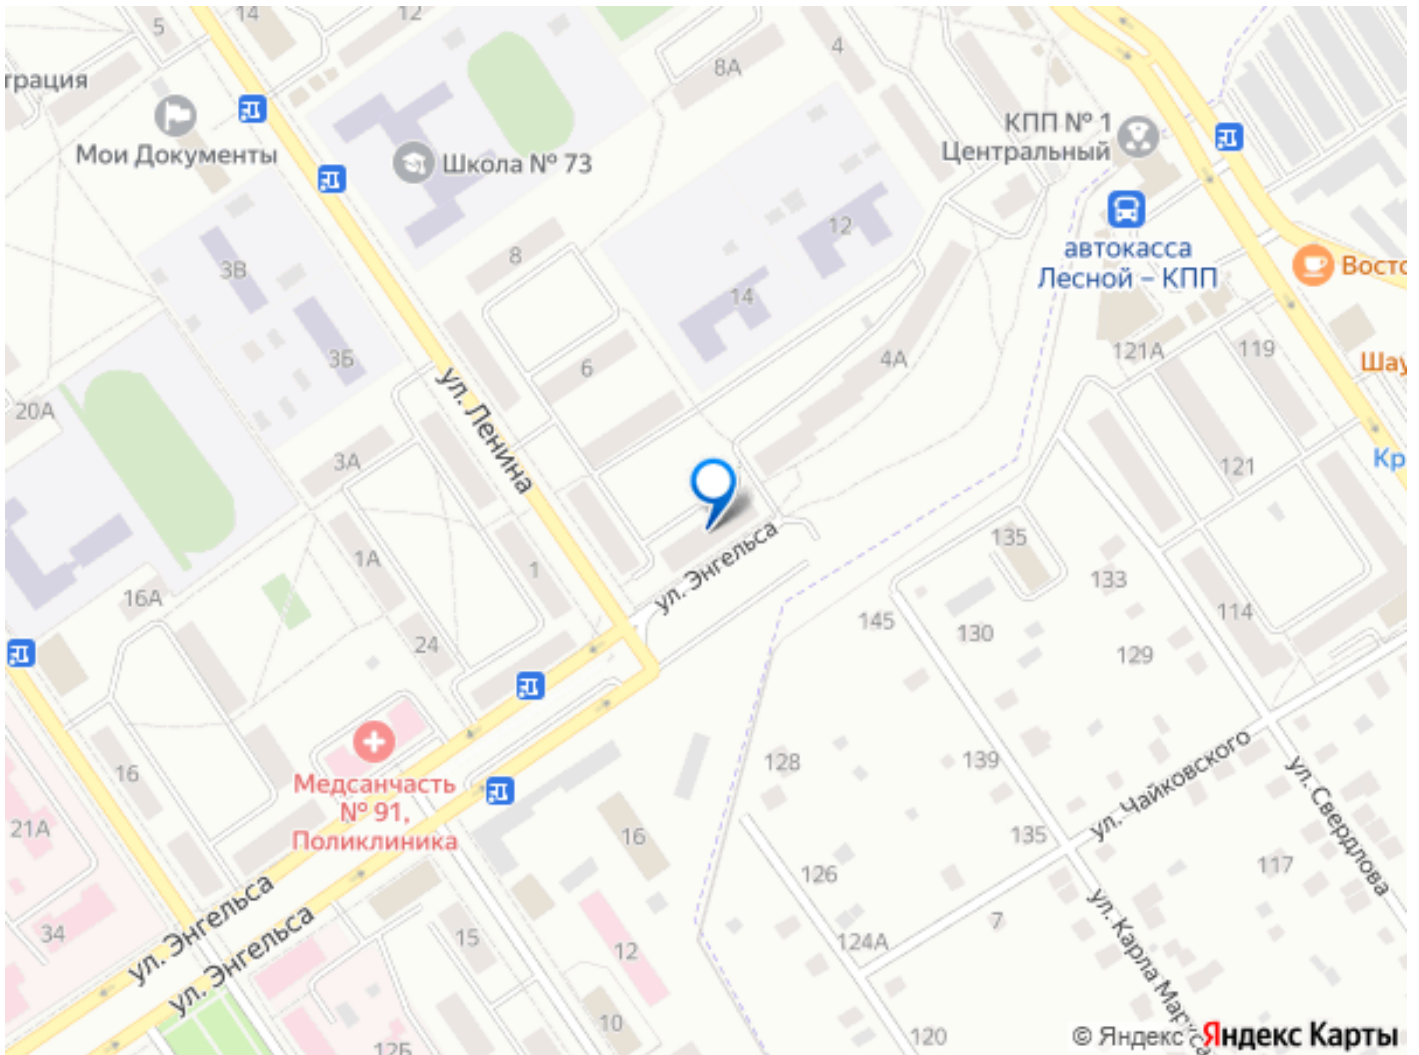 5
14
12
4
8А
трация
КПП № 1
Центральный
Мои Документы
Школа № 73
12
8
3В
автокасса
Лесной – КПП
Восто
14
6
3Б
4А
121А
119
Шау
20А
ул. Ленина
3А
121
Кр
1А
1
ул. Энгельса
135
133
16А
24
145
130
114
129
16
128
139
ул. Чайковского
ул. Свердлова
Медсанчасть
№ 91,
Поликлиника
21А
16
135
126
117
ул. Энгельса
ул. Энгельса
34
15
12
7
124А
ул. Карла Маркса
10
12Б
120
© Яндекс
Яндекс Карты